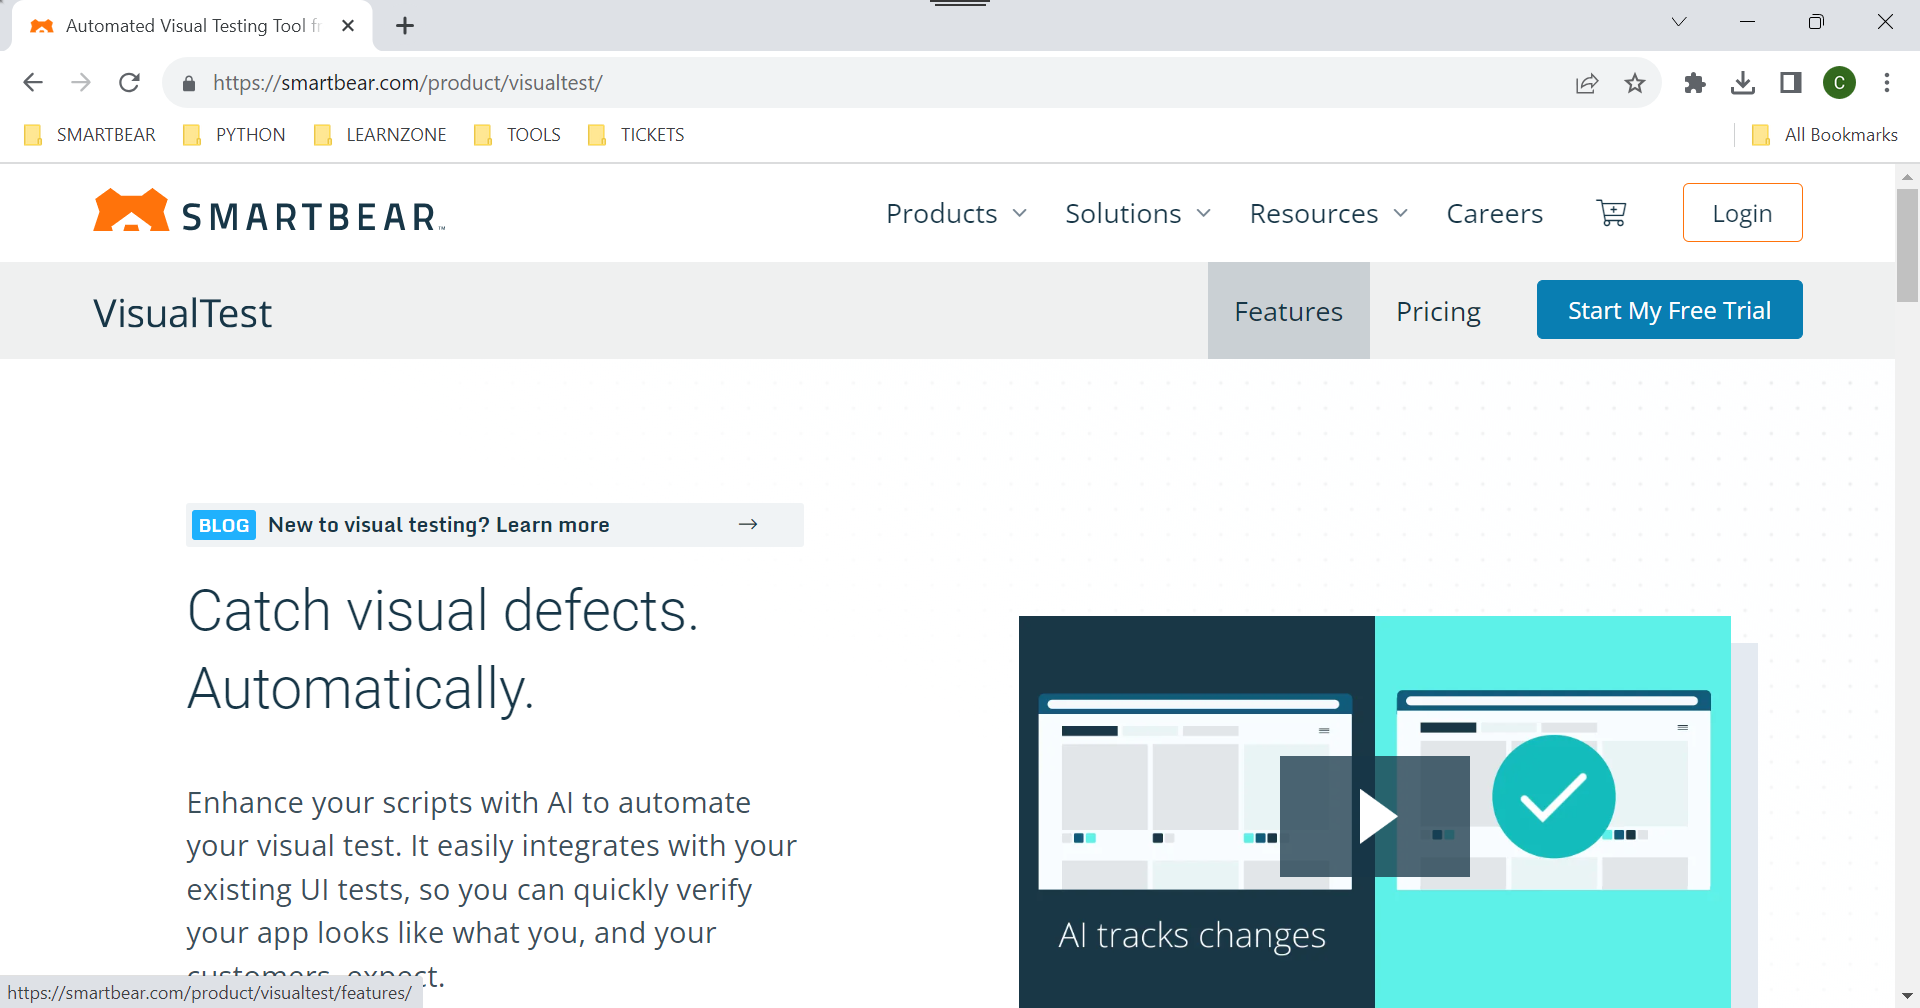 Automated Visual Testing Tool fr
https://smartbear.com/product/visualtest/
C
SMARTBEAR
PYTHON
LEARNZONE
TOOLS
TICKETS
All Bookmarks
SMARTBEAR™
Products
Solutions
Resources
Careers
Login
VisualTest
Features
Pricing
Start My Free Trial
BLOG New to visual testing? Learn more →
Catch visual defects.
Automatically.
Enhance your scripts with AI to automate
your visual test. It easily integrates with your
existing UI tests, so you can quickly verify
your app looks like what you, and your
customers, expect.
AI tracks changes
https://smartbear.com/product/visualtest/features/